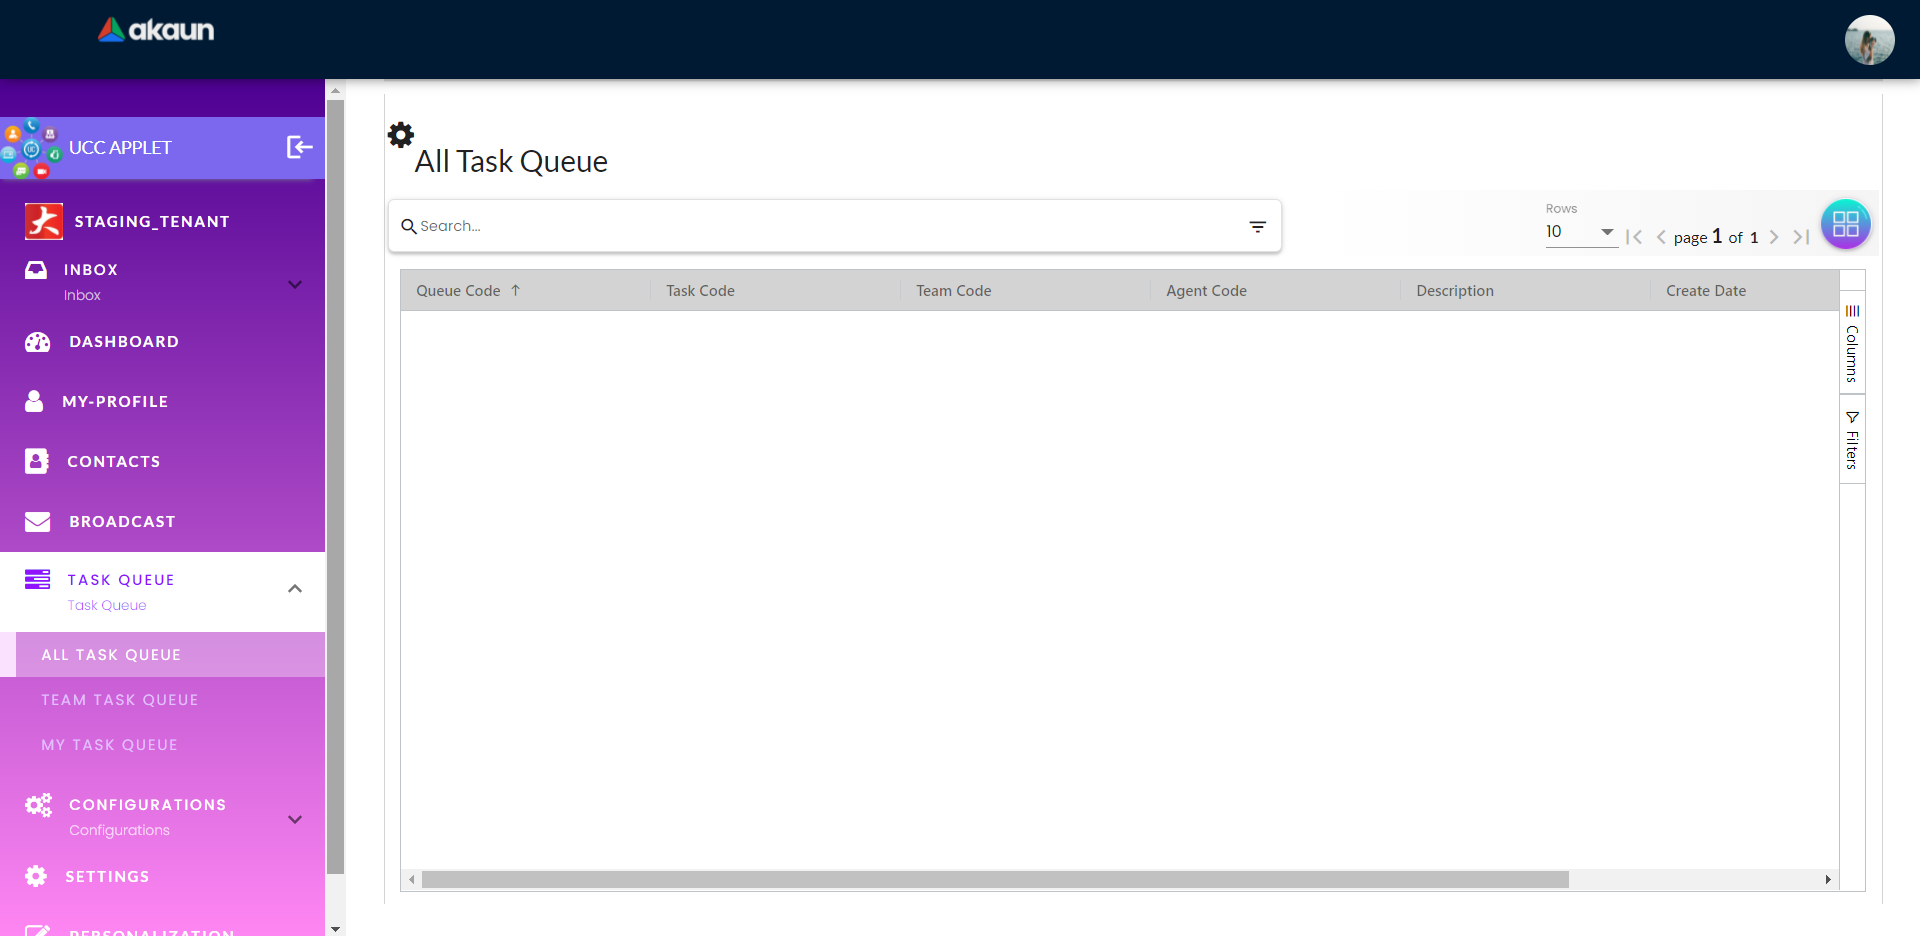 akaun
UCC APPLET
STAGING_TENANT
INBOX
Inbox
DASHBOARD
MY-PROFILE
CONTACTS
BROADCAST
TASK QUEUE
Task Queue
ALL TASK QUEUE
TEAM TASK QUEUE
MY TASK QUEUE
CONFIGURATIONS
Configurations
SETTINGS
PERSONALIZATION
All Task Queue
Search...
Rows
10
page 1 of 1
Queue Code Task Code Team Code Agent Code Description Create Date
Columns
Filters